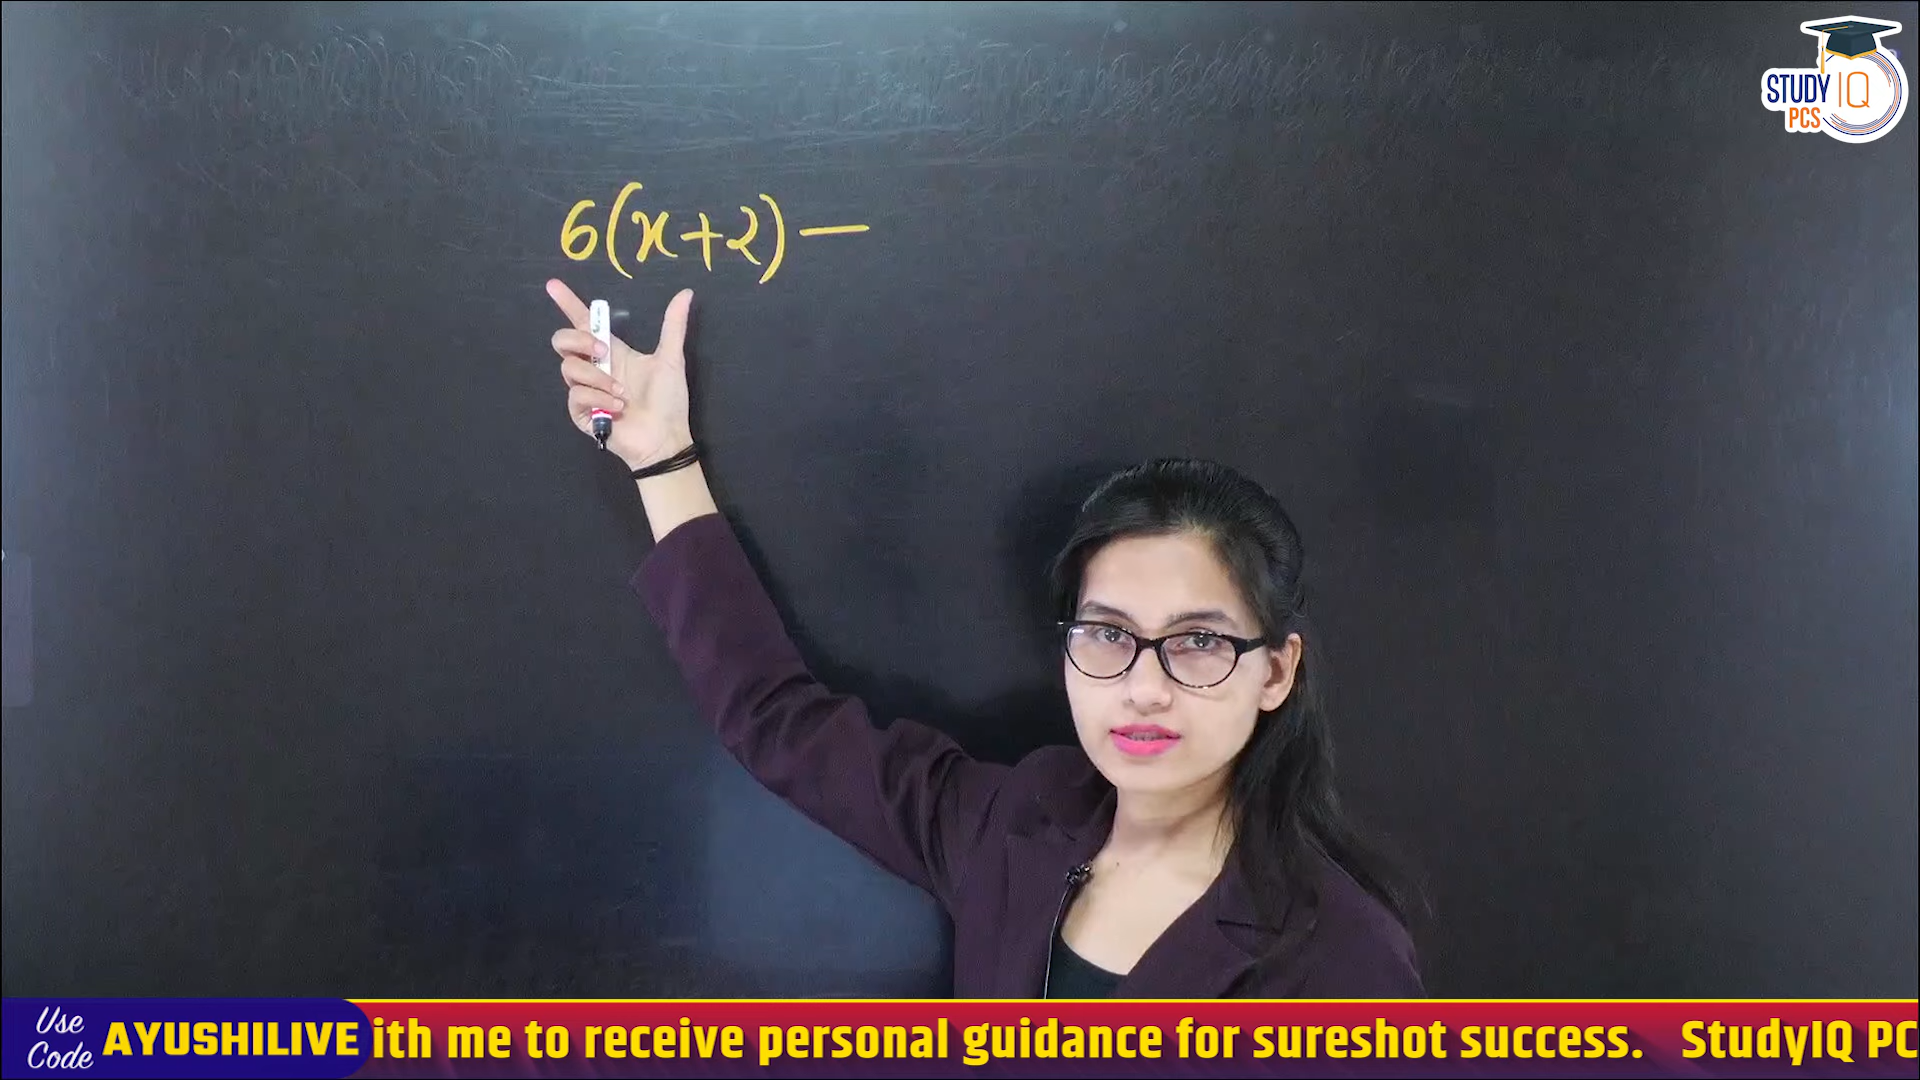 STUDY IQ
PCS
6(x+2)−
Use
Code
AYUSHILIVE
ith me to receive personal guidance for sureshot success. StudyIQ PC